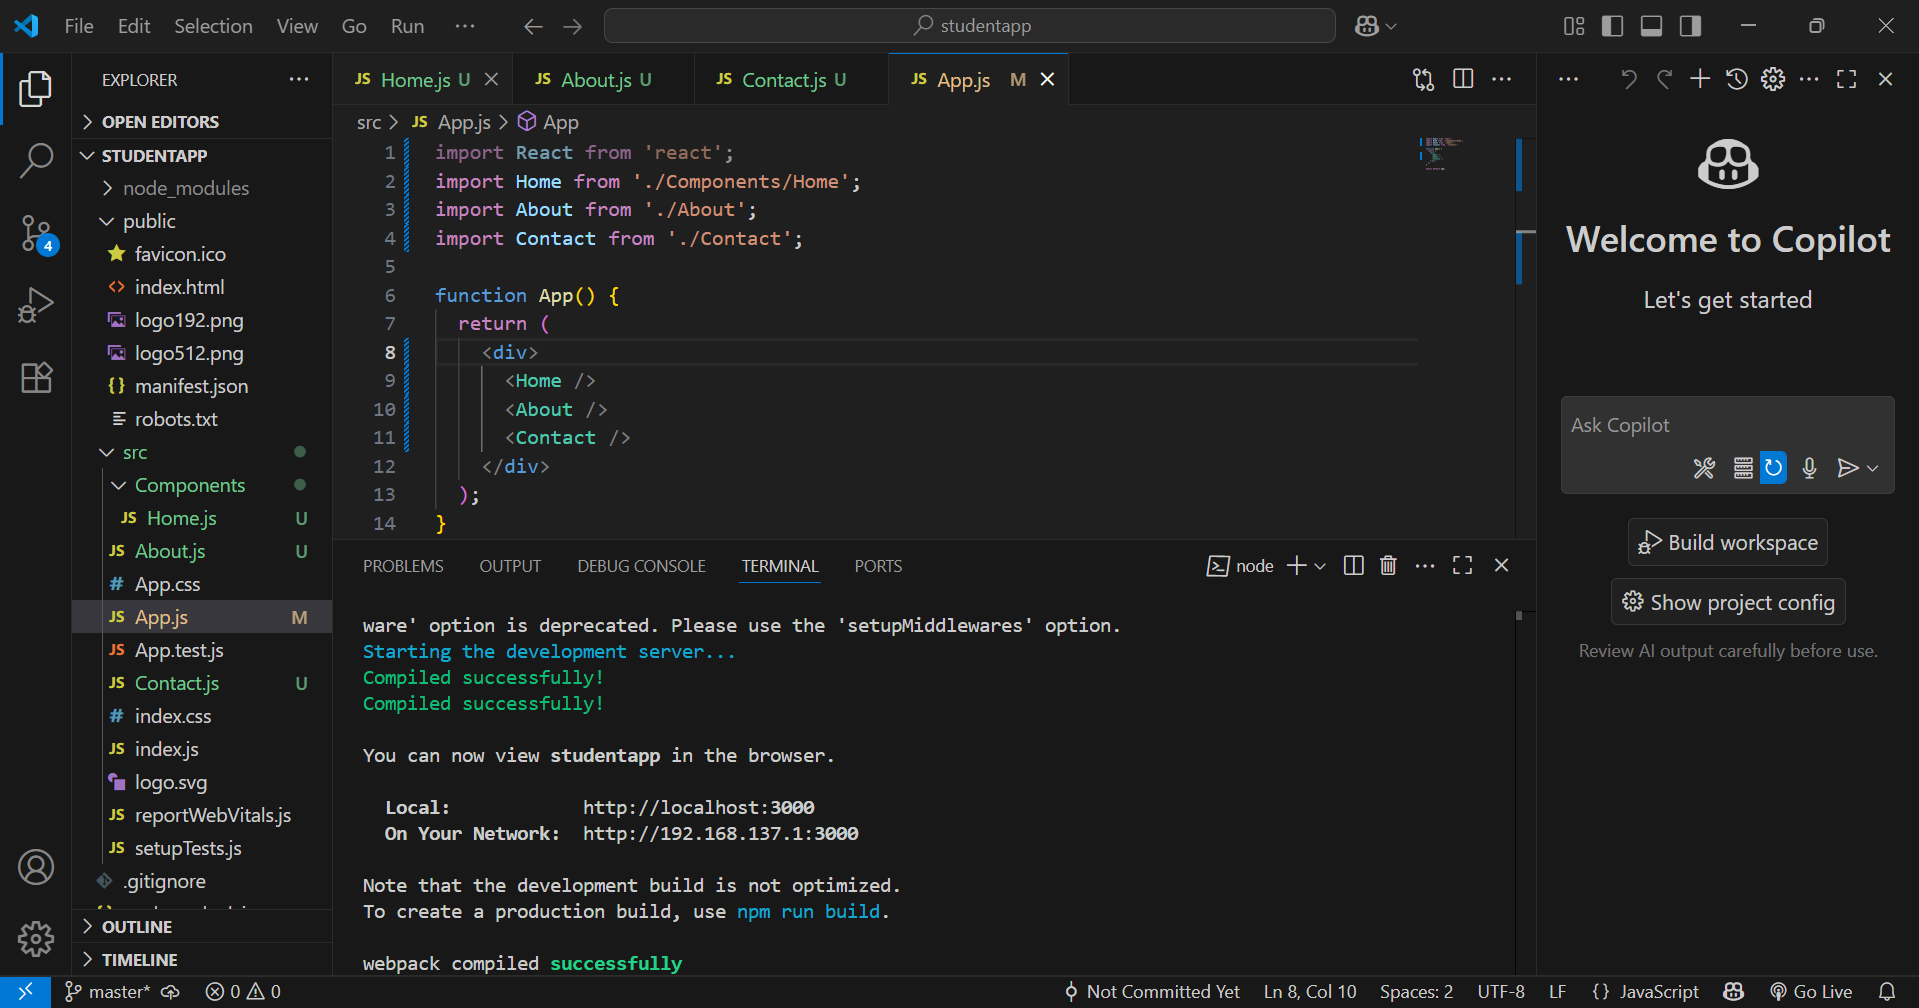 File Edit Selection View Go Run ···
studentapp
EXPLORER
OPEN EDITORS
STUDENTAPP
node_modules
public
favicon.ico
index.html
logo192.png
logo512.png
manifest.json
robots.txt
src
Components
JS Home.js U
JS About.js U
# App.css
JS App.js M
JS App.test.js
JS Contact.js U
# index.css
JS index.js
logo.svg
JS reportWebVitals.js
JS setupTests.js
.gitignore
OUTLINE
TIMELINE
4
JS Home.js U JS About.js U JS Contact.js U JS App.js M
src > JS App.js > App
1 import React from 'react';
2 import Home from './Components/Home';
3 import About from './About';
4 import Contact from './Contact';
5
6 function App() {
7 return (
8 <div>
9 <Home />
10 <About />
11 <Contact />
12 </div>
13 );
14 }
PROBLEMS OUTPUT DEBUG CONSOLE TERMINAL PORTS
node
ware' option is deprecated. Please use the 'setupMiddlewares' option.
Starting the development server...
Compiled successfully!
Compiled successfully!
You can now view studentapp in the browser.
Local: http://localhost:3000
On Your Network: http://192.168.137.1:3000
Note that the development build is not optimized.
To create a production build, use npm run build.
webpack compiled successfully
Welcome to Copilot
Let's get started
Ask Copilot
Build workspace
Show project config
Review AI output carefully before use.
master* 0 0 Not Committed Yet Ln 8, Col 10 Spaces: 2 UTF-8 LF {} JavaScript Go Live